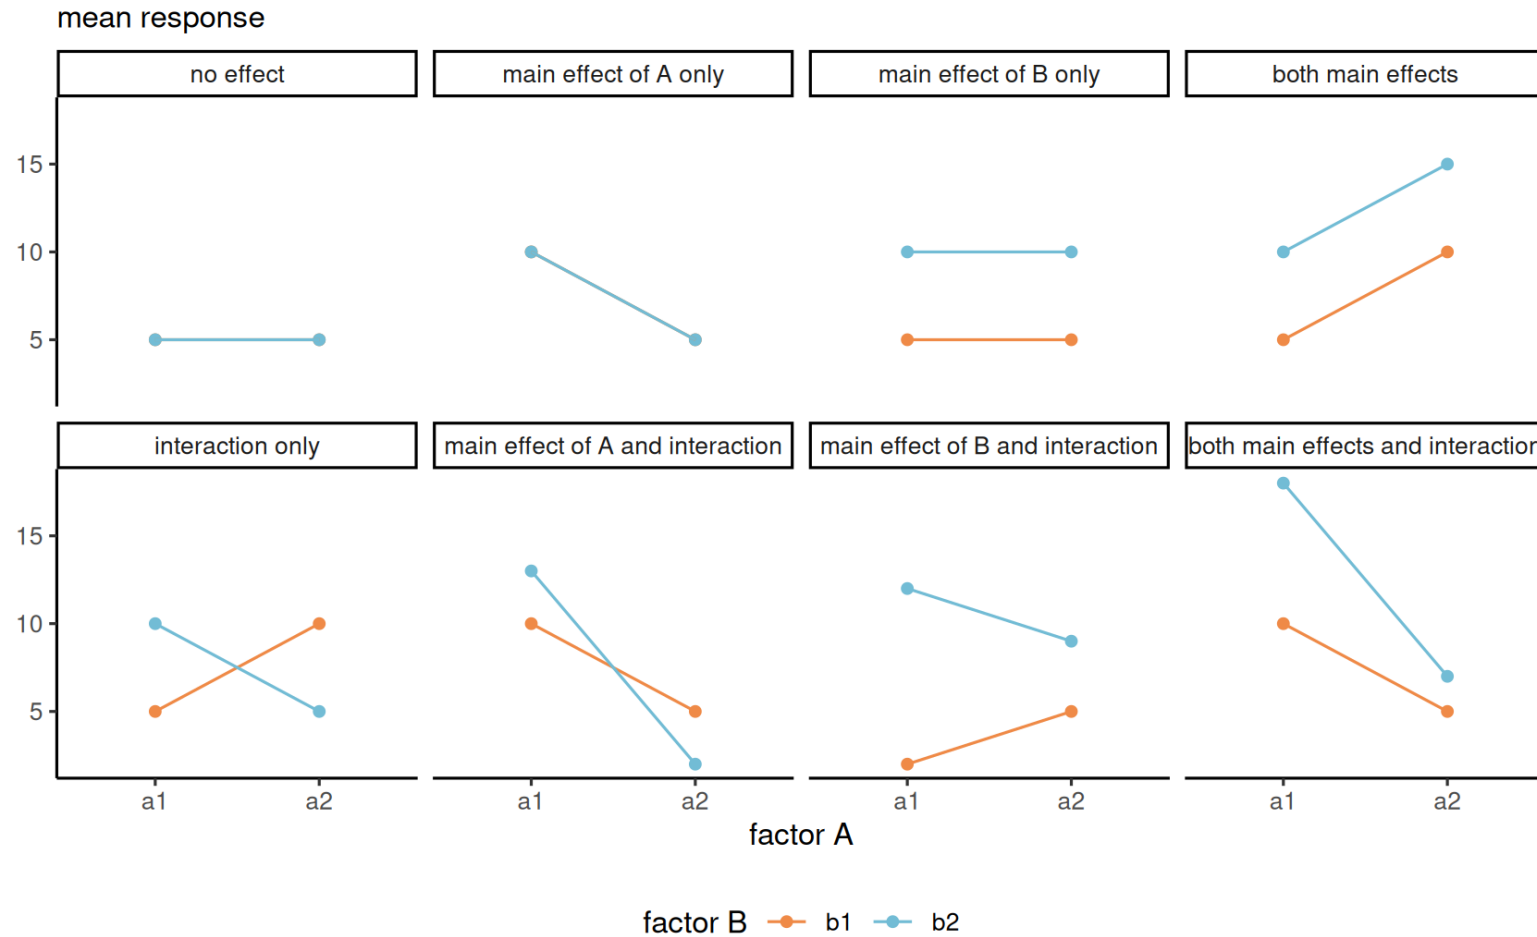 mean response
no effect
main effect of A only
main effect of B only
both main effects
15
10
5
interaction only
main effect of A and interaction
main effect of B and interaction
both main effects and interaction
15
10
5
a1 a2 a1 a2 a1 a2 a1 a2
factor A
factor B b1 b2